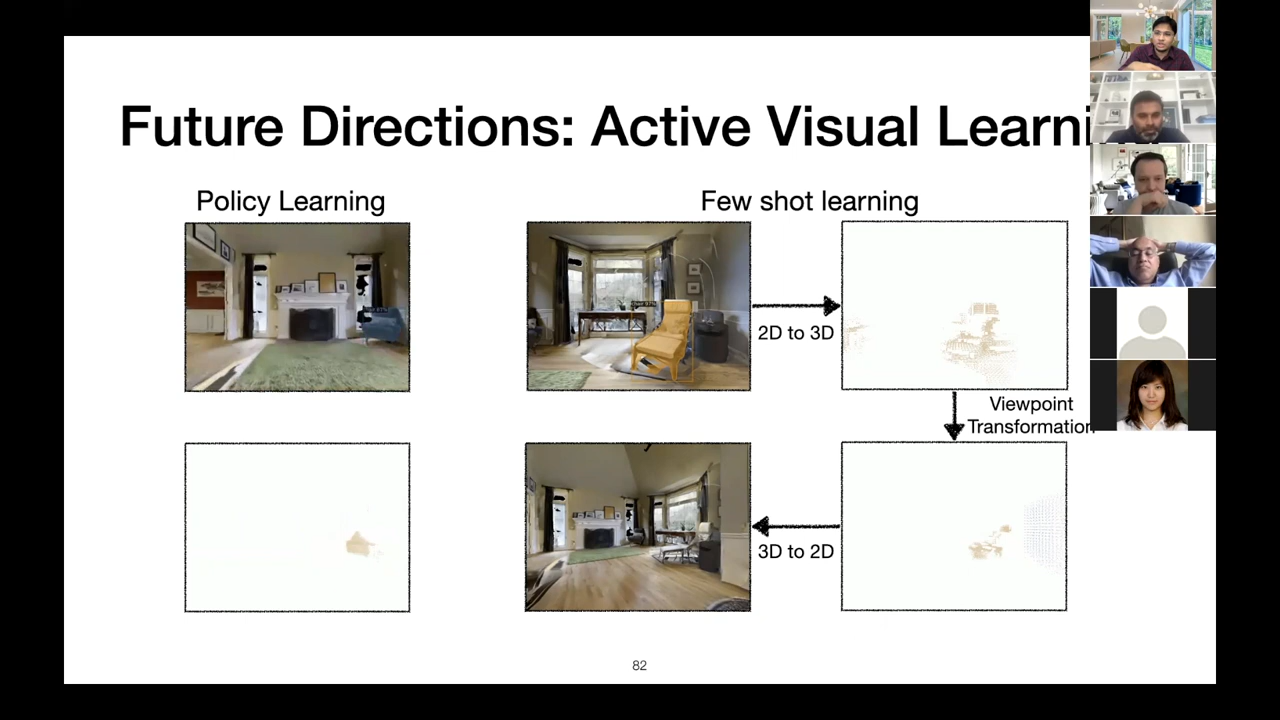 Future Directions: Active Visual Learni
Policy Learning
Few shot learning
2D to 3D
Viewpoint
Transformation
3D to 2D
82